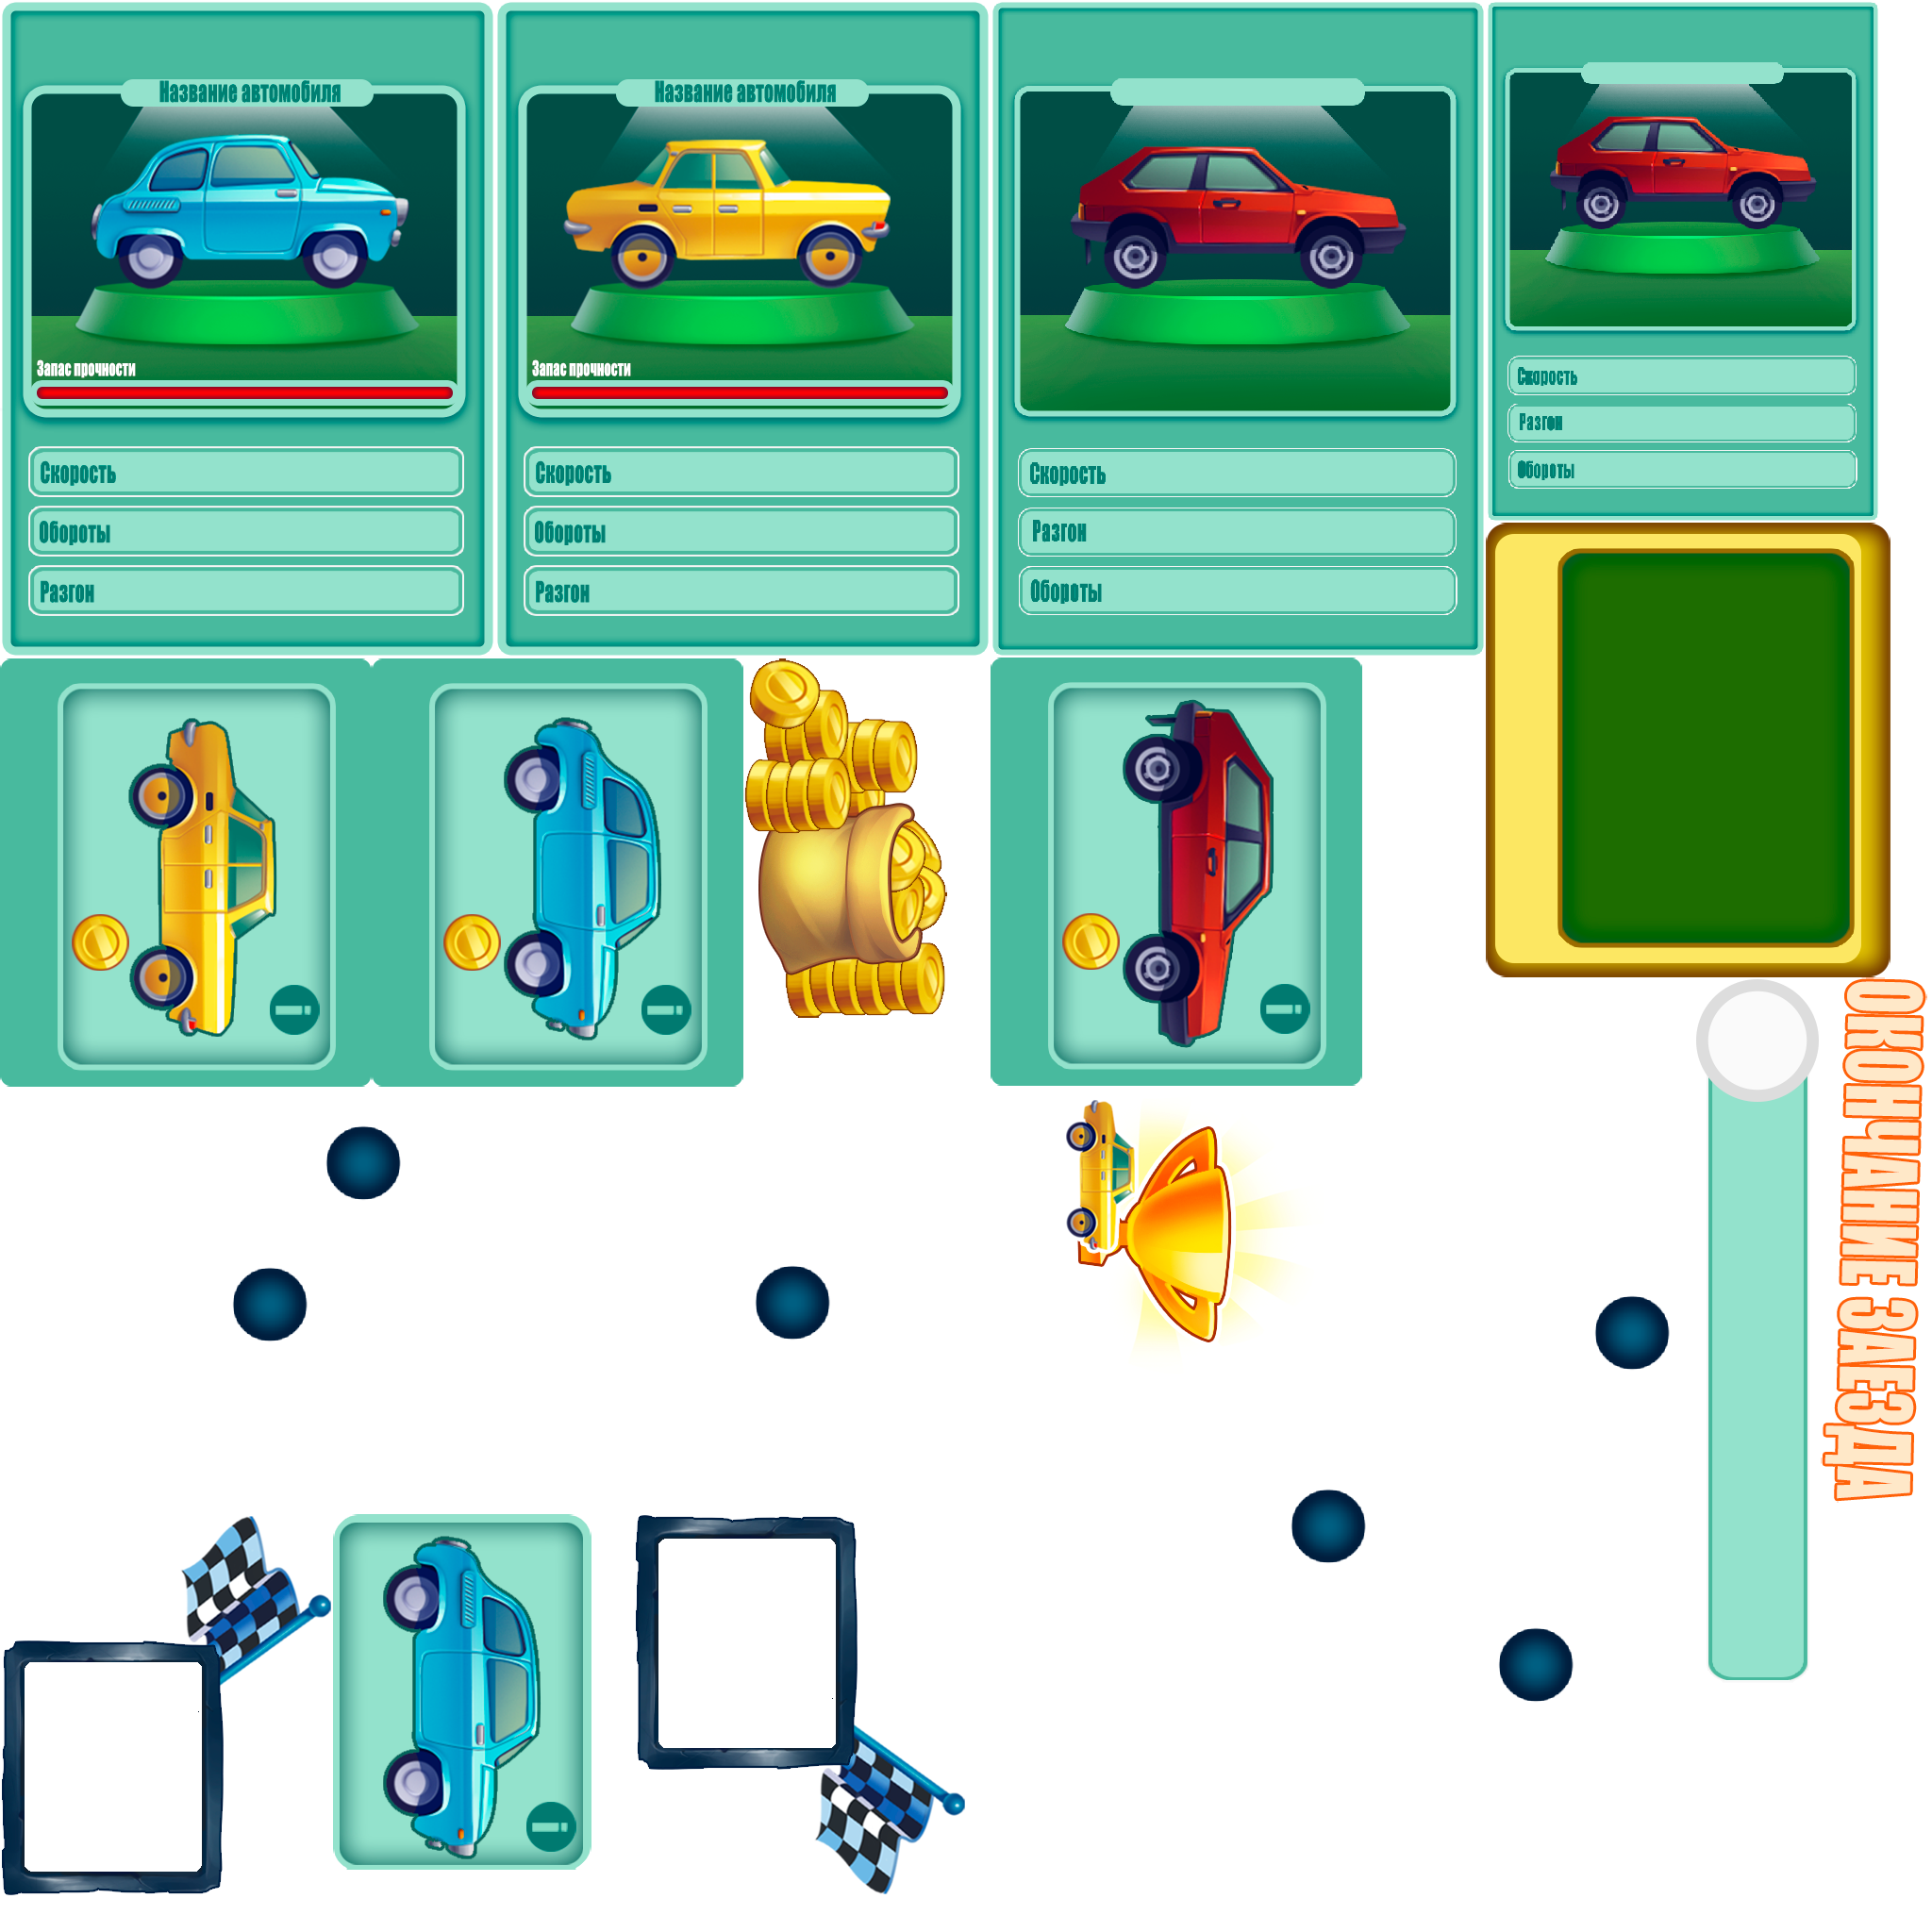 Название автомобиля
Запас прочности
Скорость
Обороты
Разгон
Название автомобиля
Запас прочности
Скорость
Обороты
Разгон
Скорость
Разгон
Обороты
Скорость
Разгон
Обороты
ОКОНЧАНИЕ ЗАЕЗДА